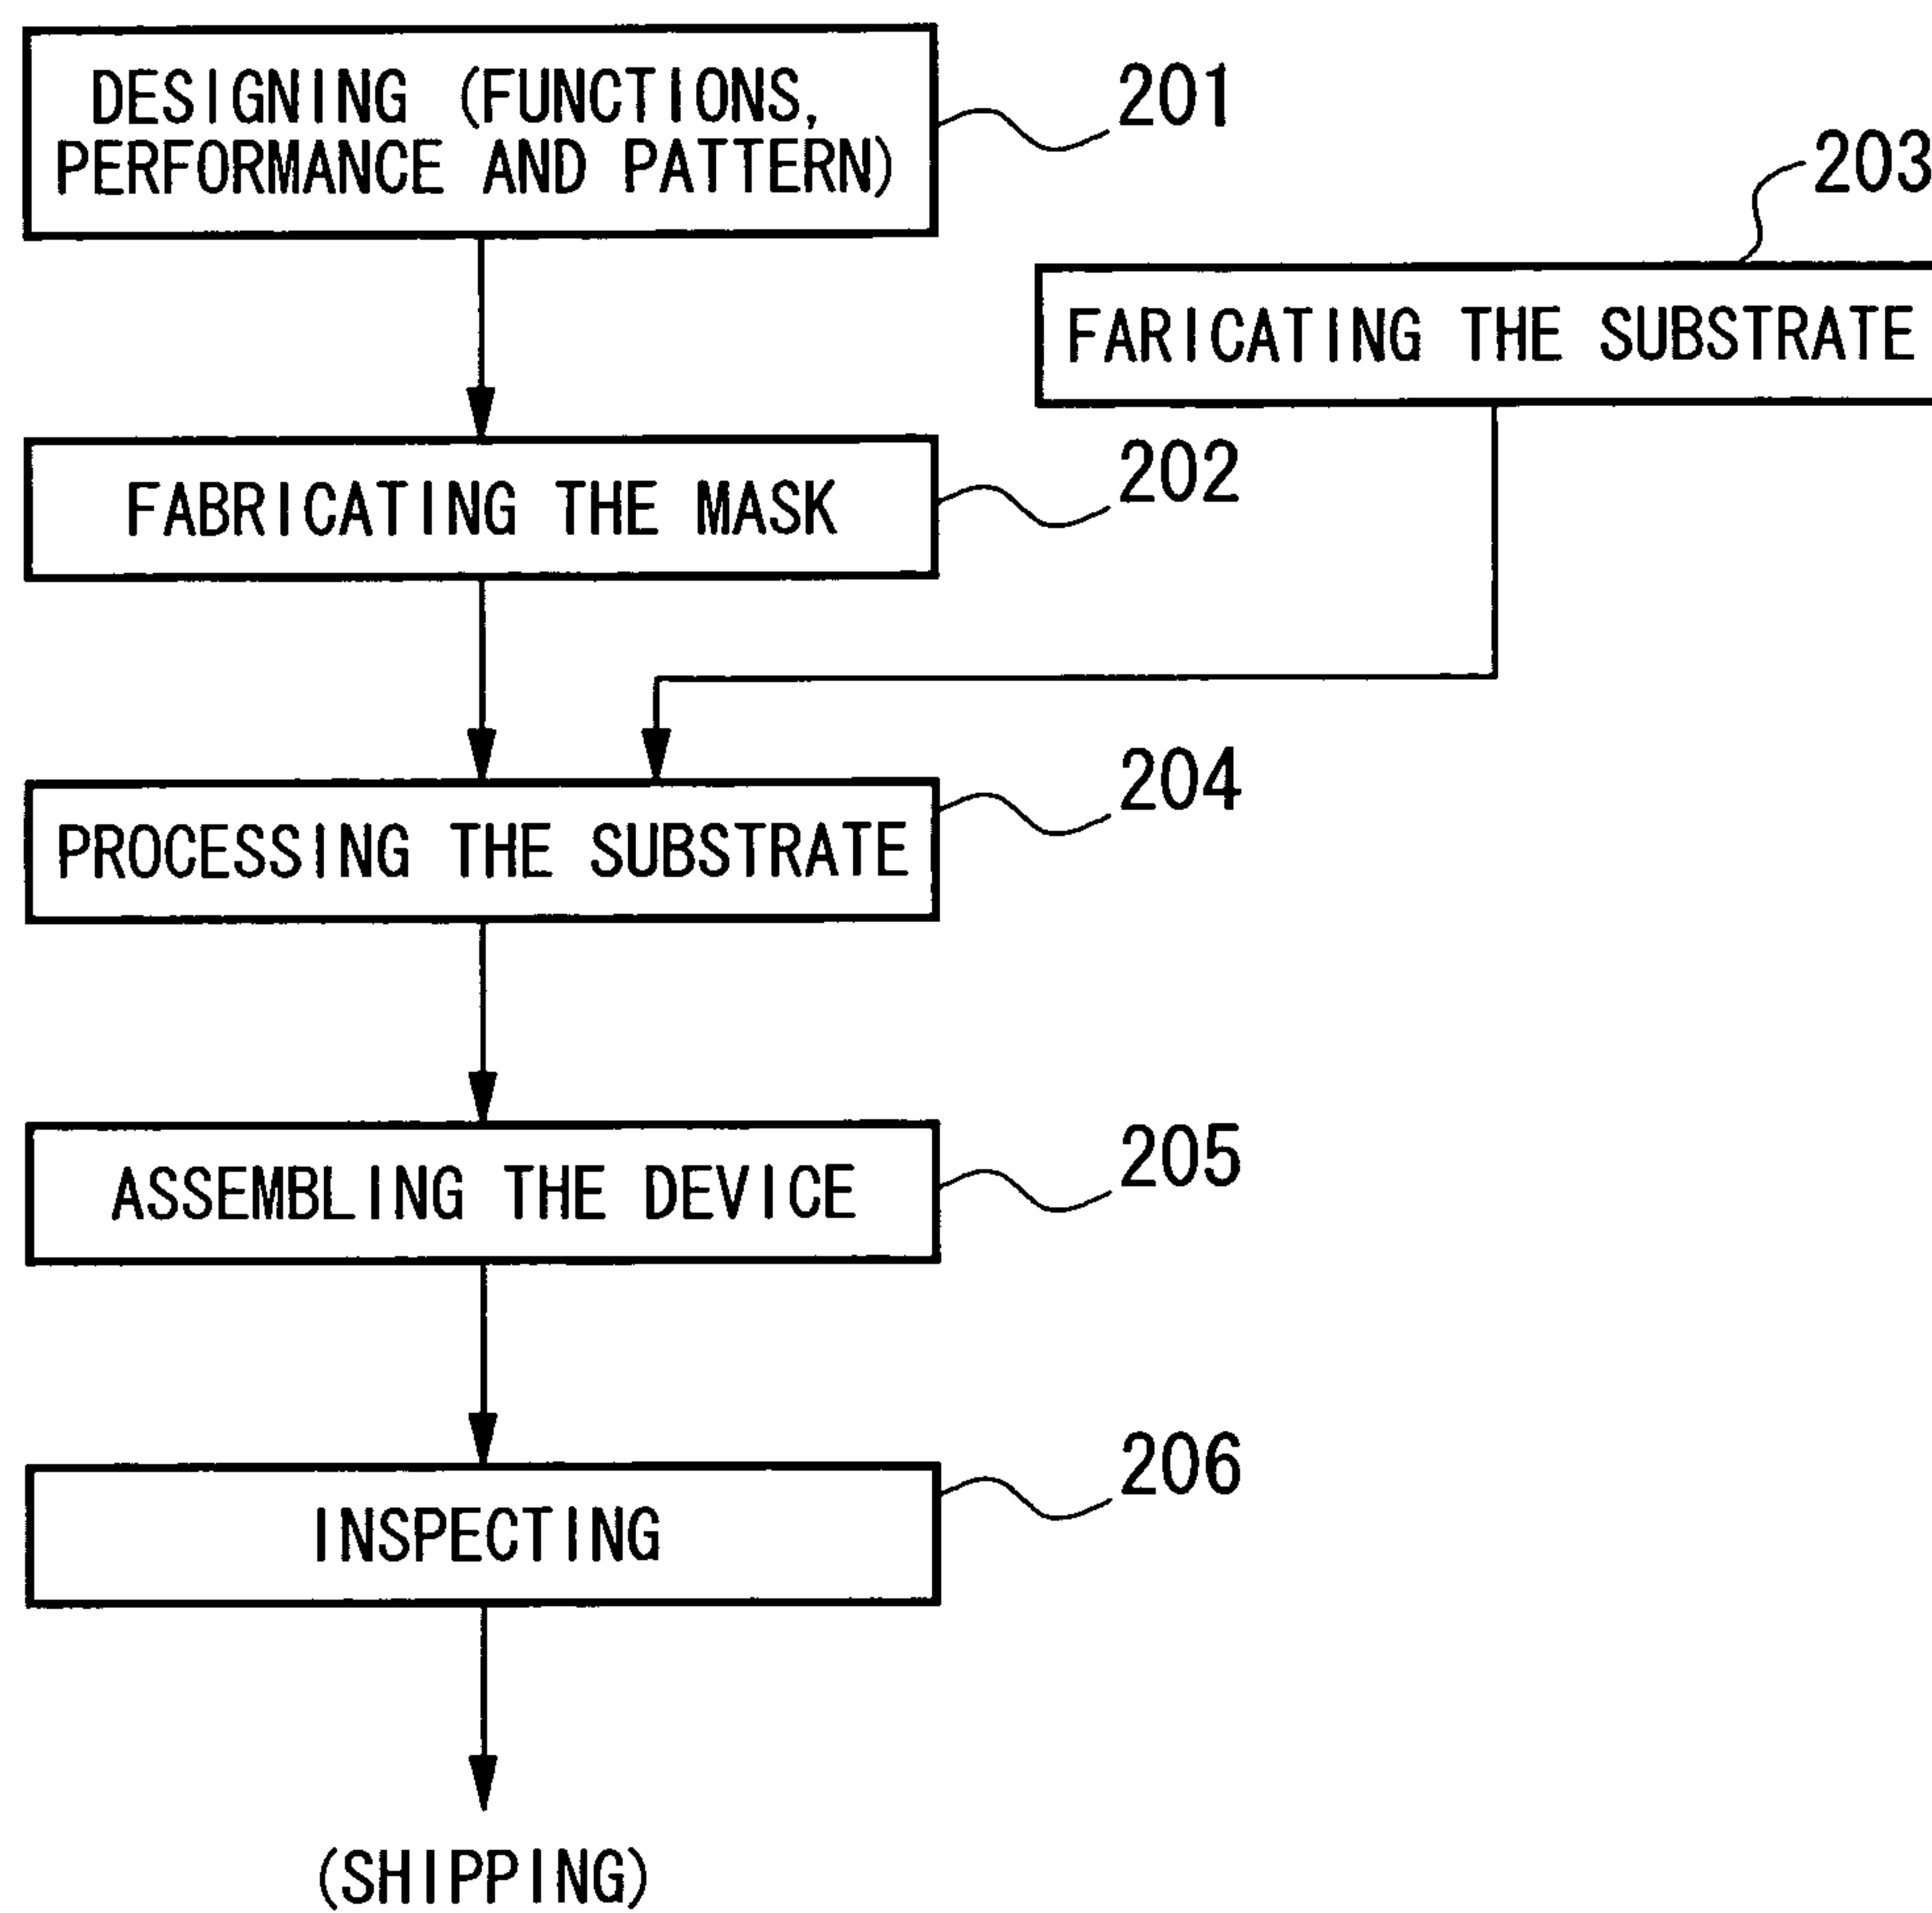 DESIGNING (FUNCTIONS,
PERFORMANCE AND PATTERN)
201
203
FARICATING THE SUBSTRATE
FABRICATING THE MASK
202
PROCESSING THE SUBSTRATE
204
ASSEMBLING THE DEVICE
205
INSPECTING
206
(SHIPPING)